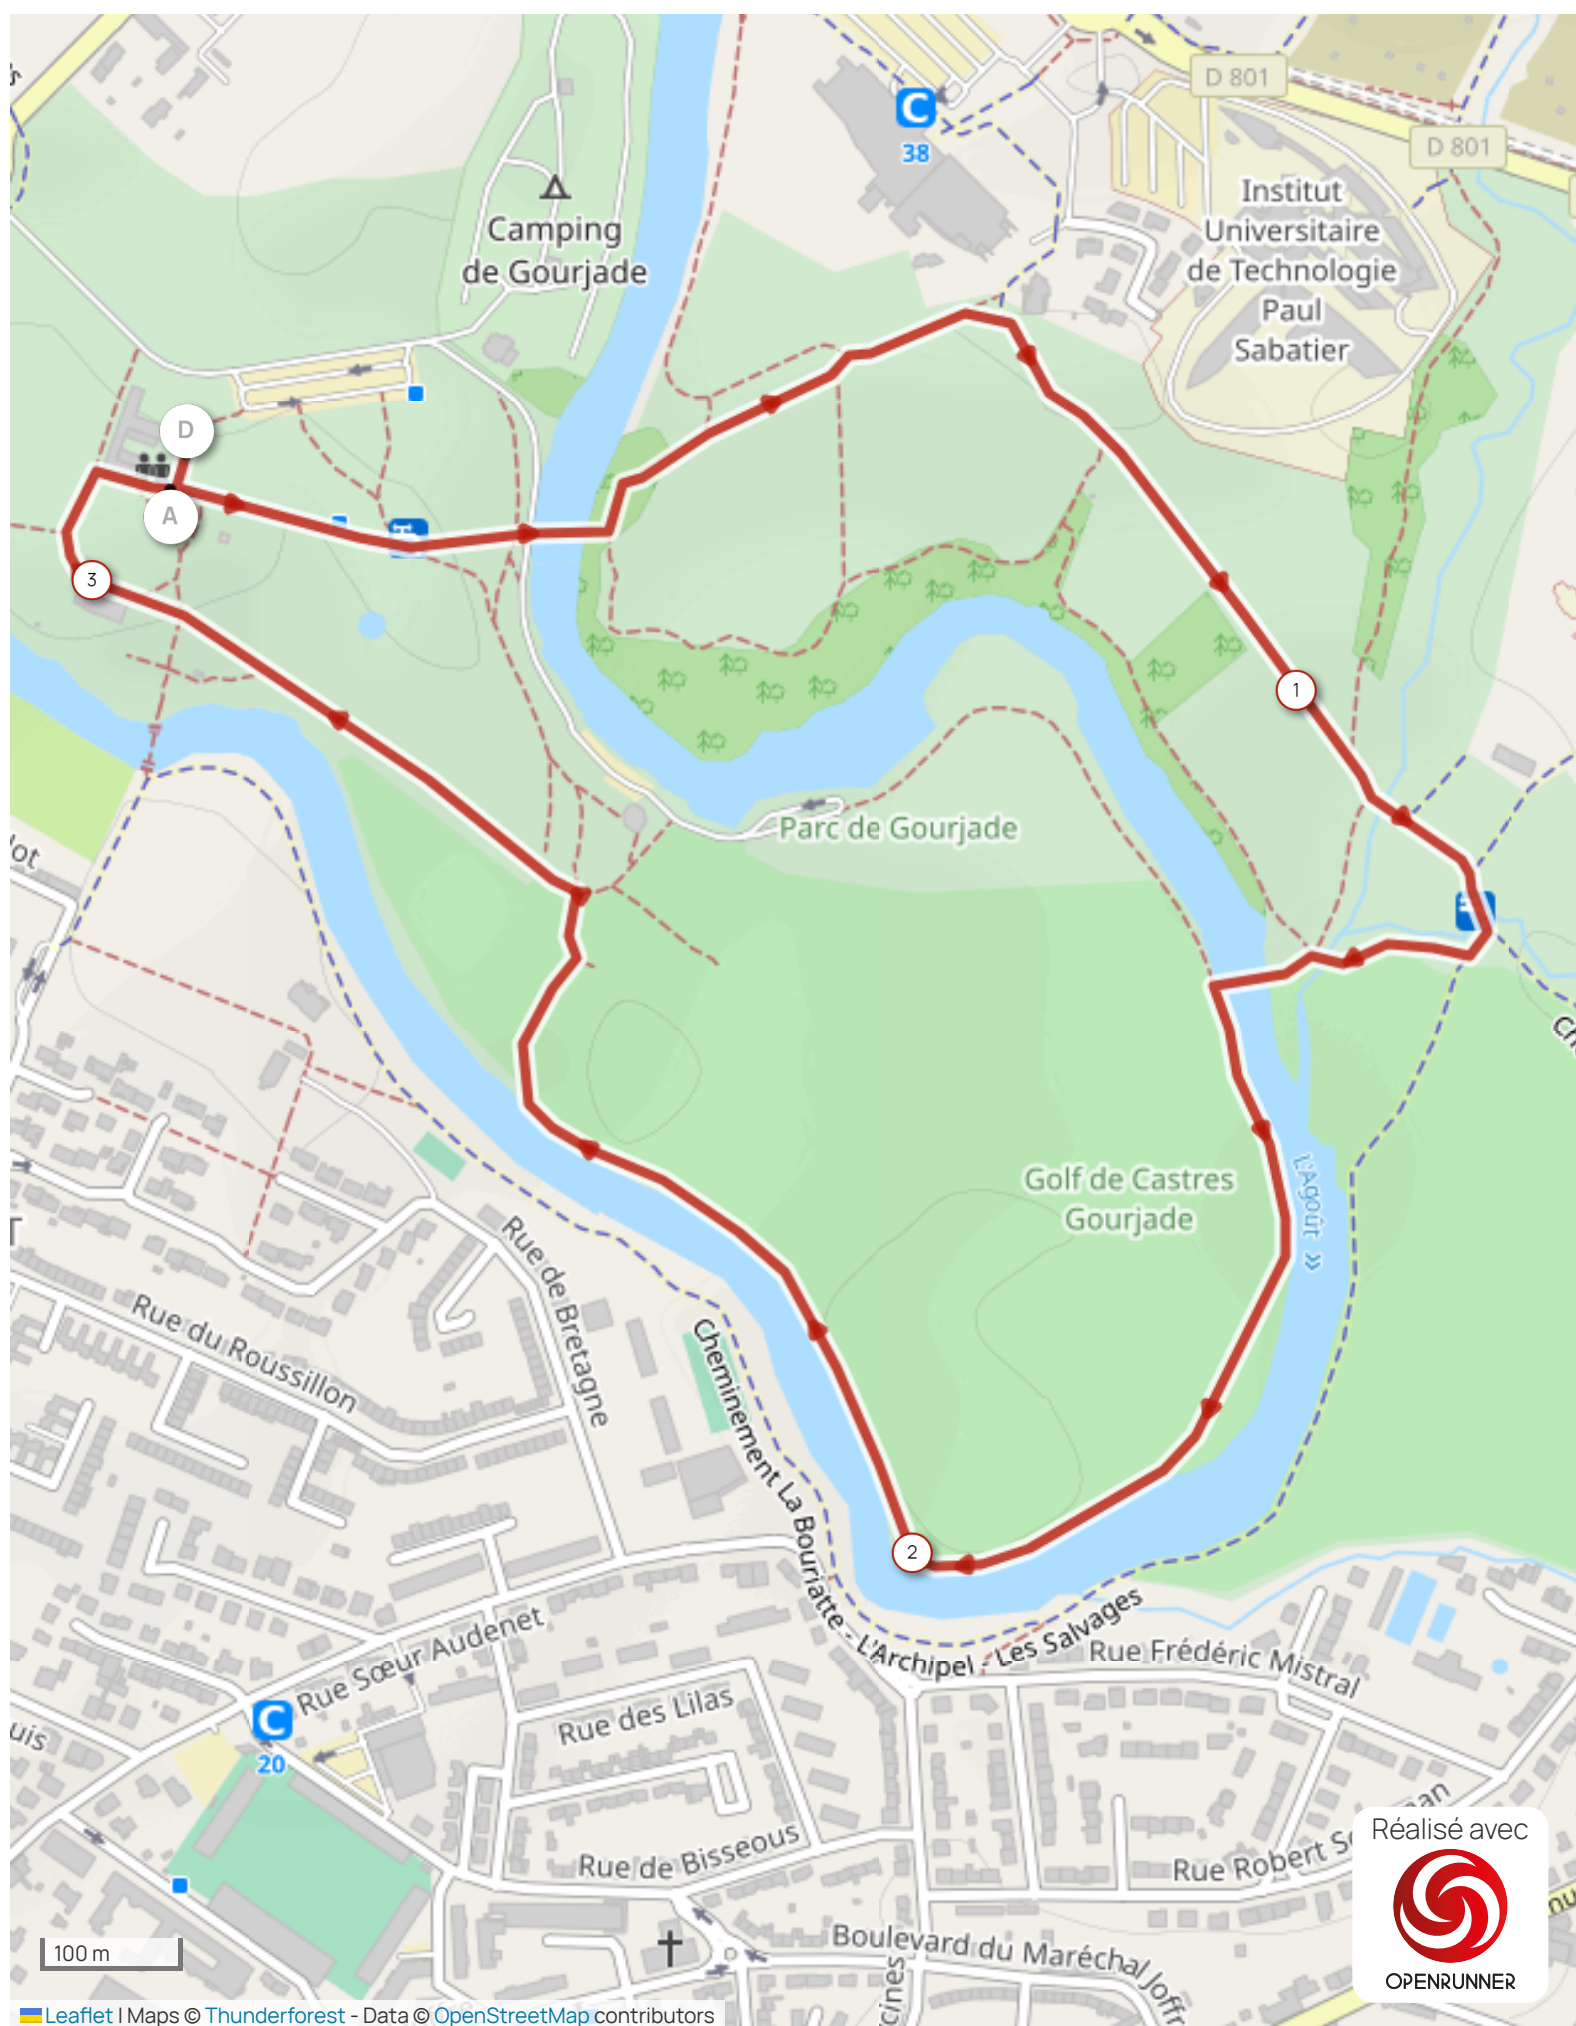 D 801
D 801
C
38
Institut
Universitaire
de Technologie
Paul
Sabatier
Camping
de Gourjade
D
A
3
1
Parc de Gourjade
Golf de Castres
Gourjade
L'Agoût
Rue de Bretagne
Rue du Roussillon
Cheminement La Bouriatte - L'Archipel - Les Salvages
2
Rue Sœur Audenet
Rue Frédéric Mistral
C
20
Rue des Lilas
Rue de Bisseous
Réalisé avec
OPENRUNNER
Boulevard du Maréchal Joffr
100 m
Leaflet | Maps © Thunderforest - Data © OpenStreetMap contributors